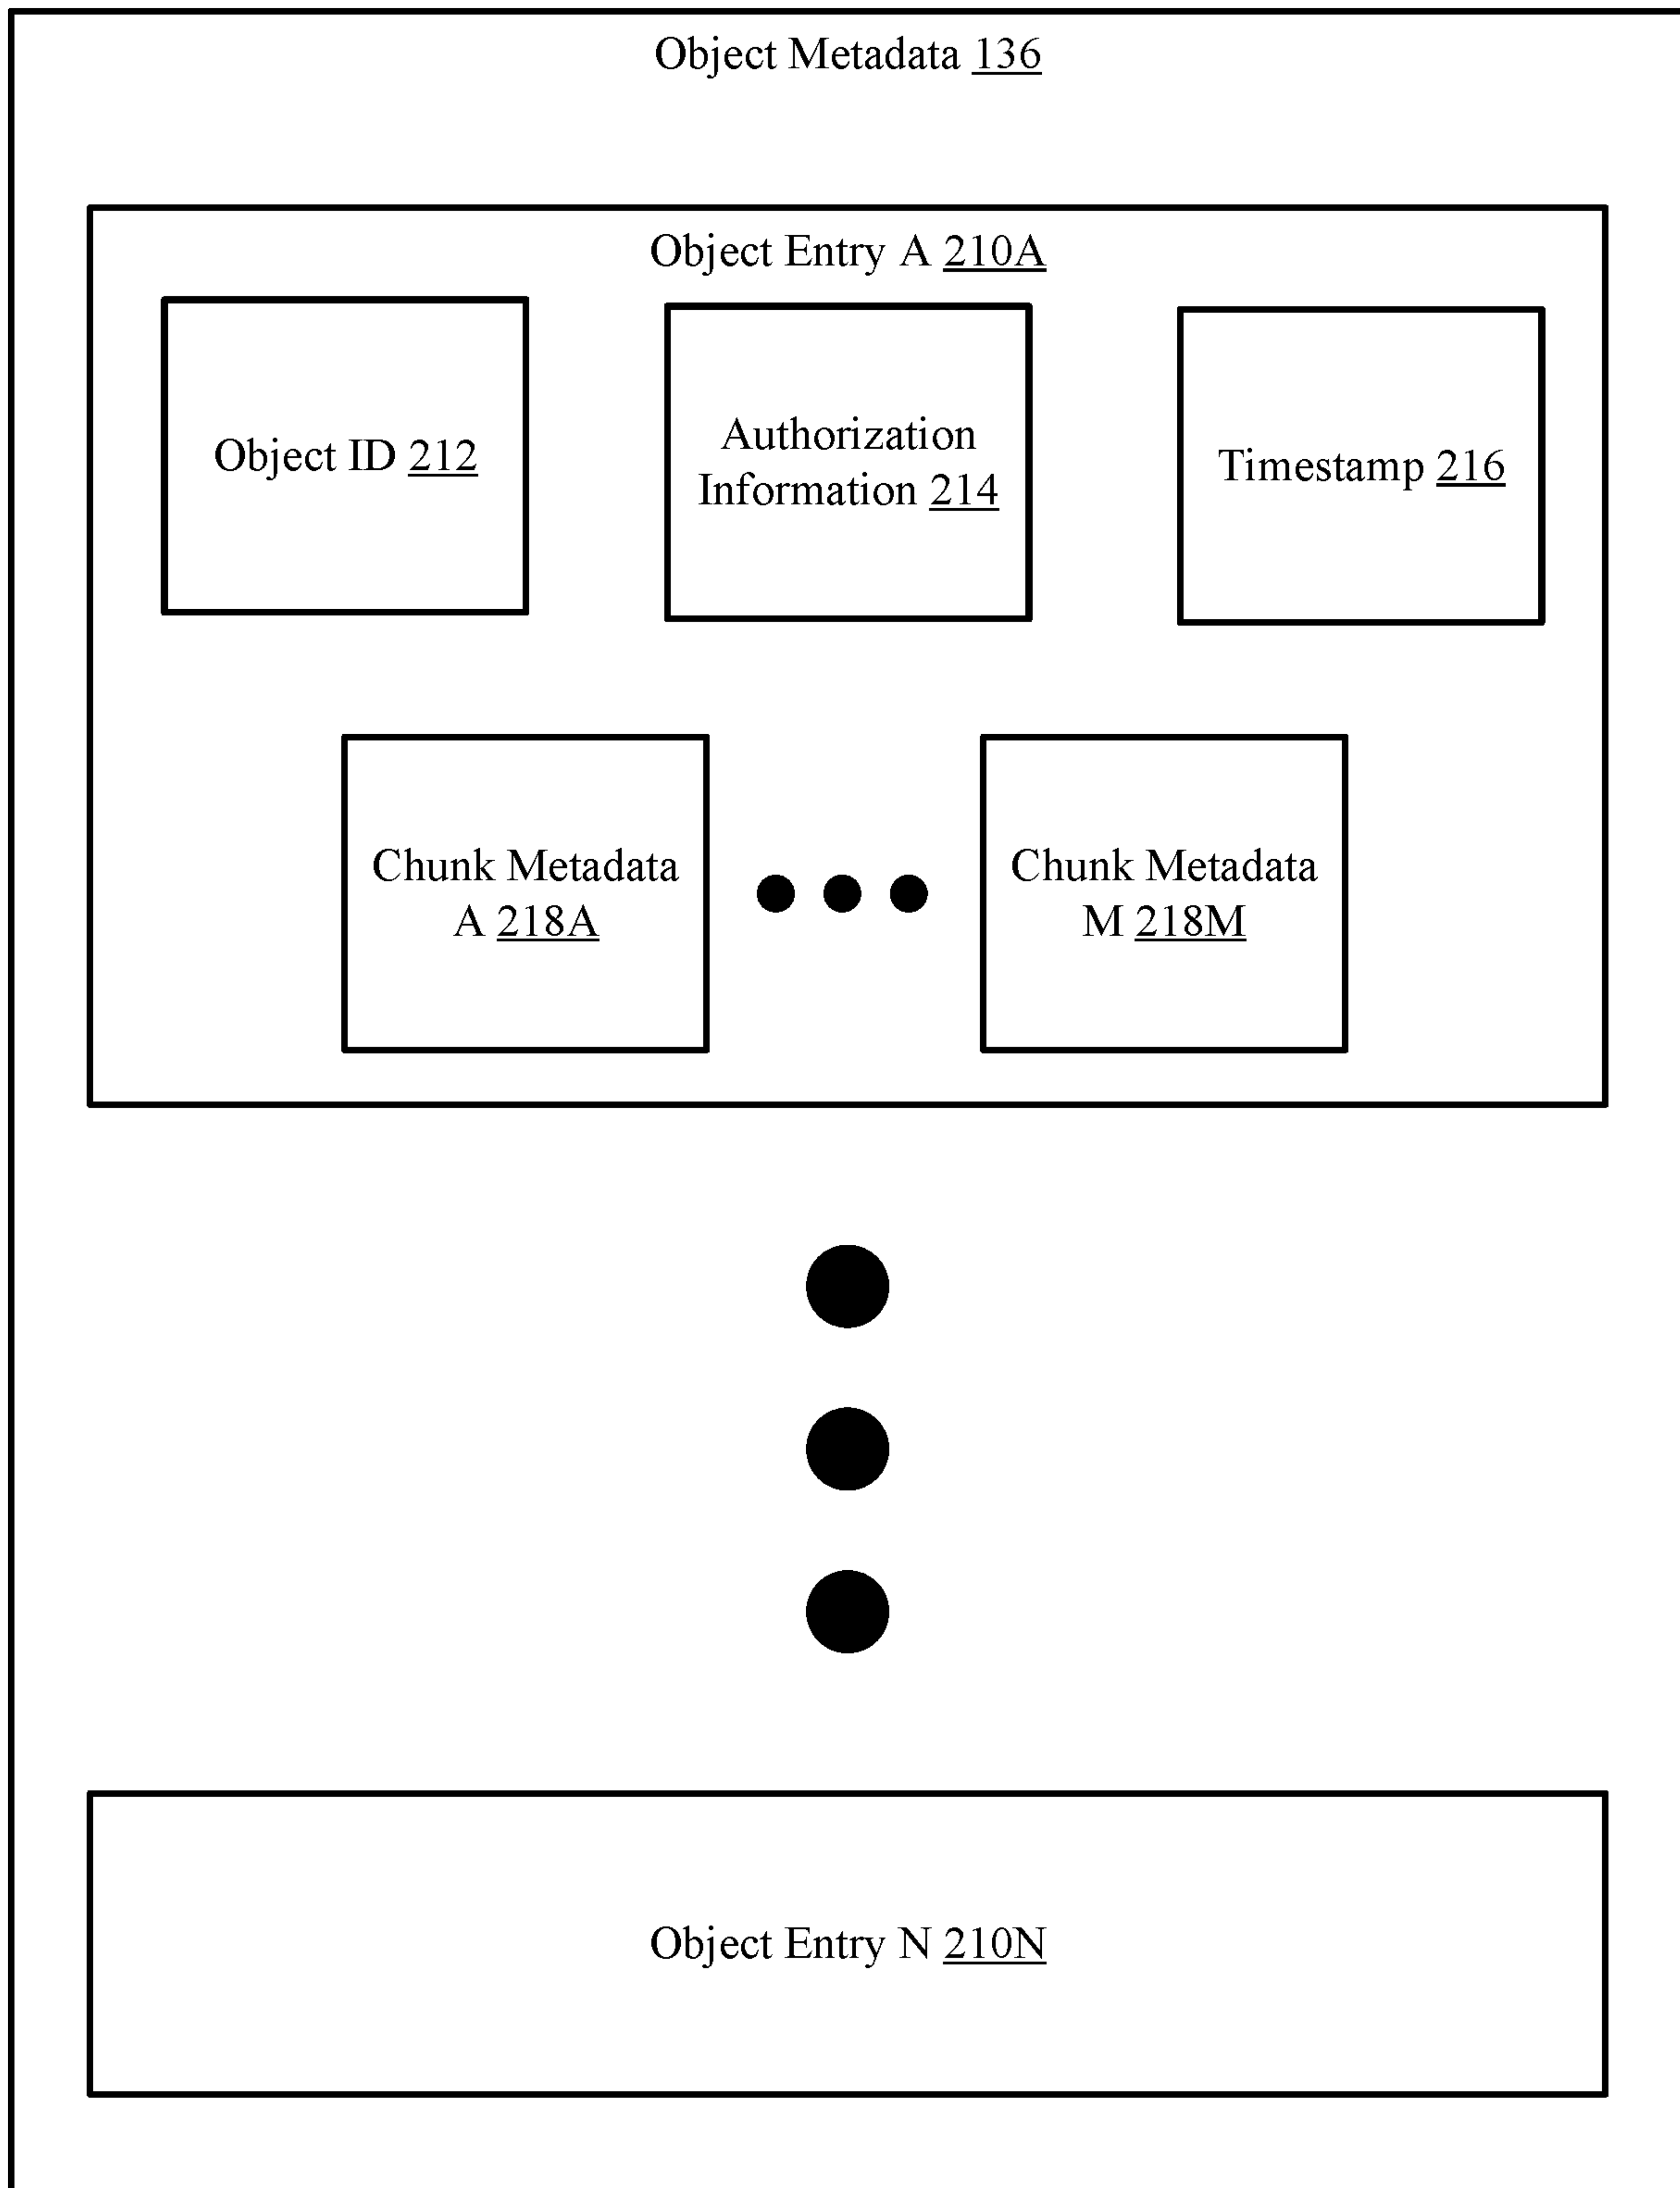 Object Metadata 136
Object Entry A 210A
Object ID 212
Authorization
Information 214
Timestamp 216
Chunk Metadata
A 218A
Chunk Metadata
M 218M
Object Entry N 210N